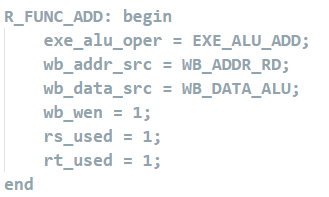 R_FUNC_ADD: begin
    exe_alu_oper = EXE_ALU_ADD;
    wb_addr_src = WB_ADDR_RD;
    wb_data_src = WB_DATA_ALU;
    wb_wen = 1;
    rs_used = 1;
    rt_used = 1;
end